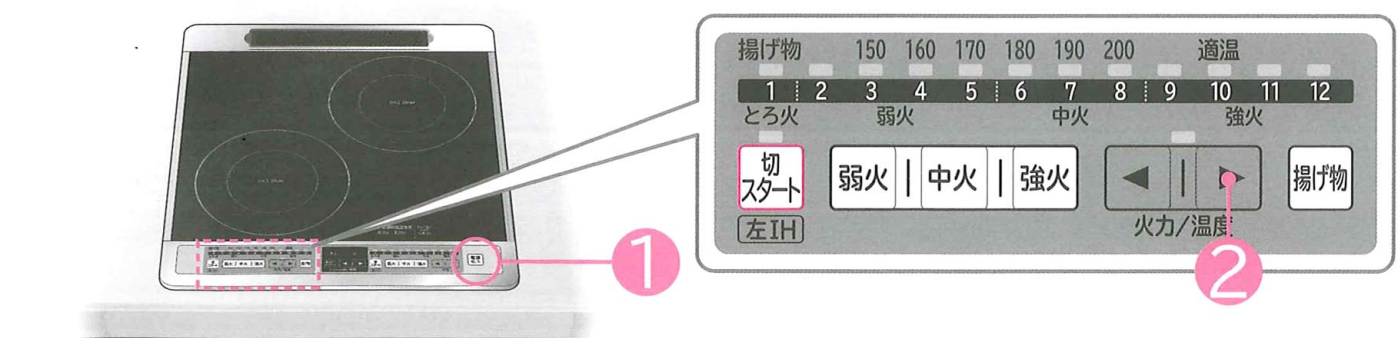 揚げ物 150 160 170 180 190 200 適温
1 2 3 4 5 6 7 8 9 10 11 12
とろ火 弱火 中火 強火
切
スタート
弱火 中火 強火
揚げ物
左IH
火力/温度
1
2